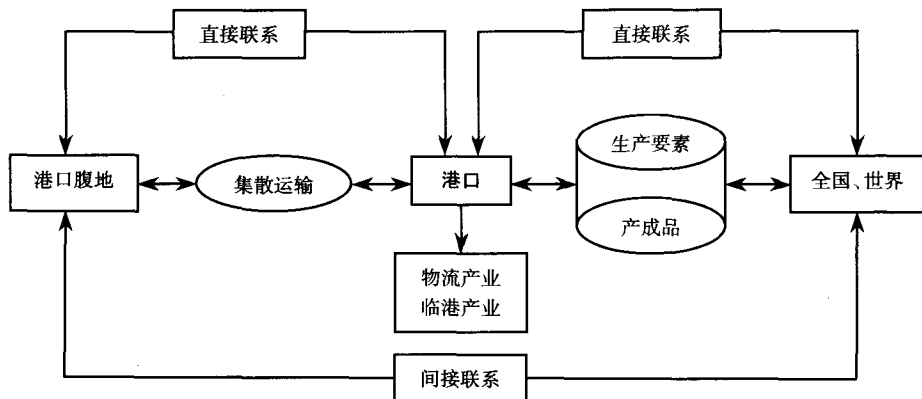 直接联系
直接联系
生产要素
港口腹地
集散运输
港口
全国、世界
产成品
物流产业
临港产业
间接联系